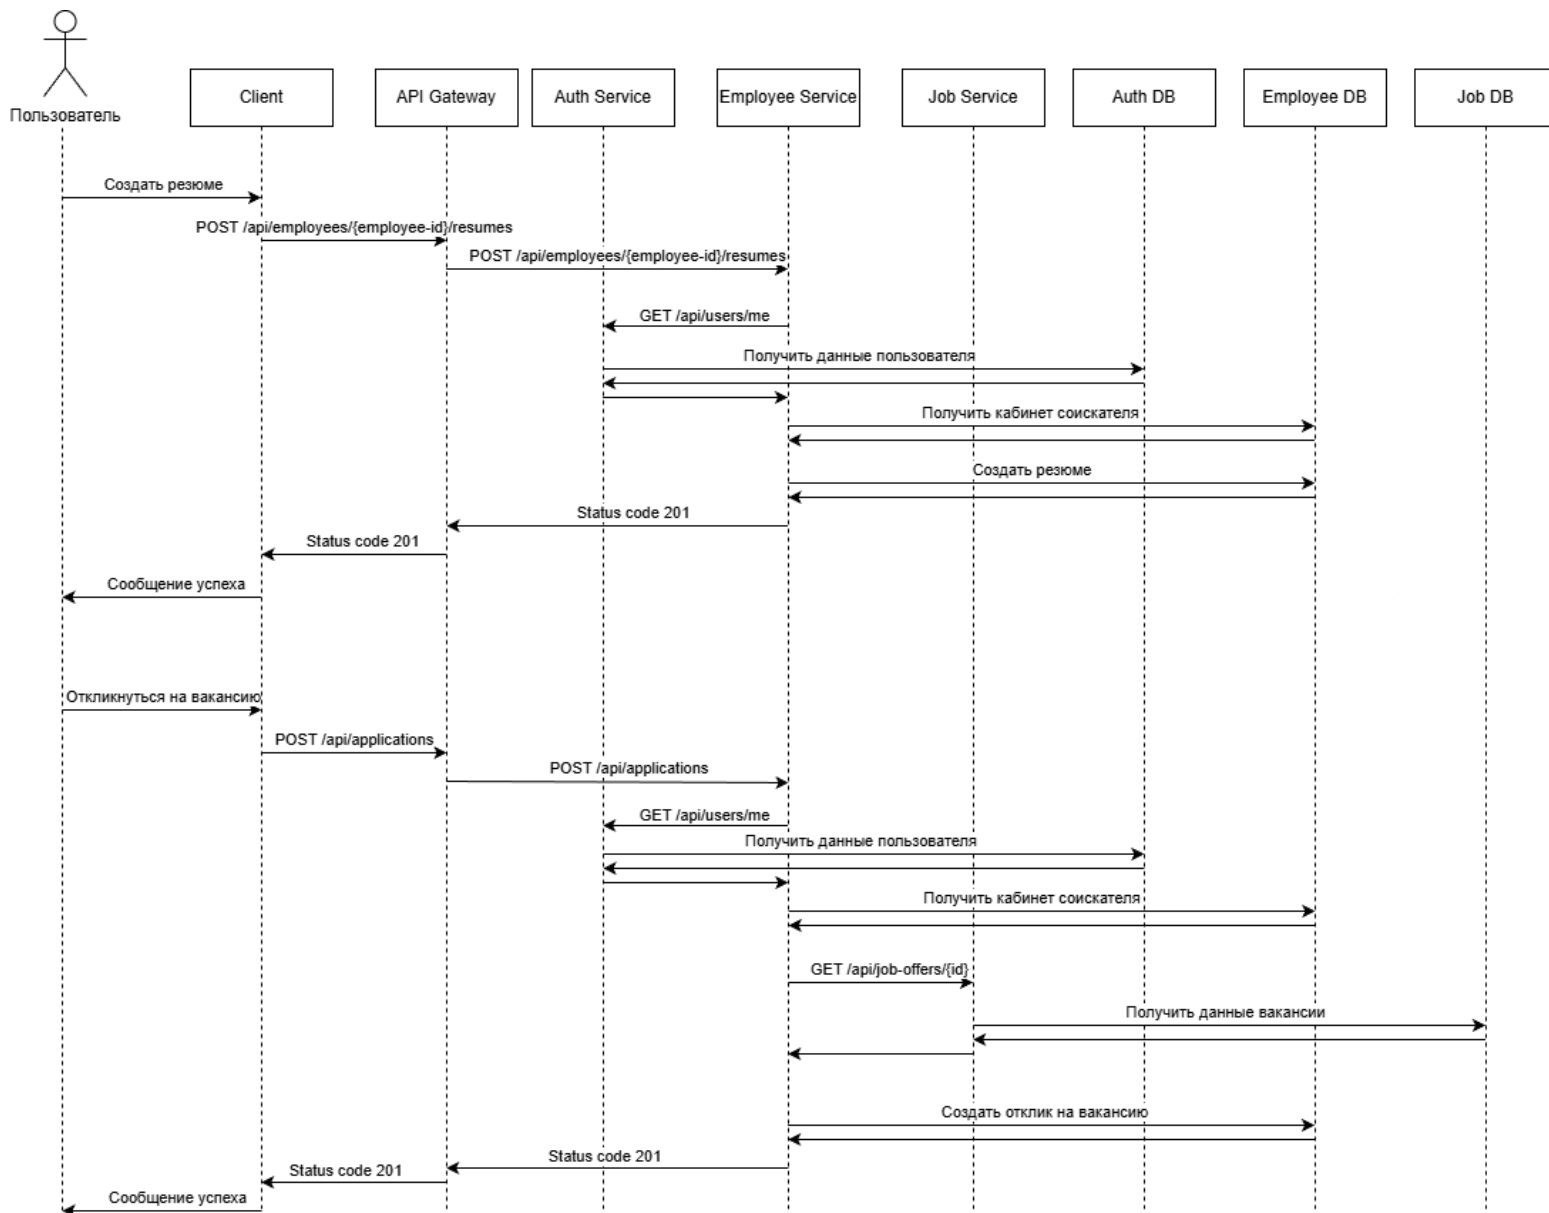 Пользователь
Client
API Gateway
Auth Service
Employee Service
Job Service
Auth DB
Employee DB
Job DB
Создать резюме
POST /api/employees/{employee-id}/resumes
POST /api/employees/{employee-id}/resumes
GET /api/users/me
Получить данные пользователя
Получить кабинет соискателя
Создать резюме
Status code 201
Status code 201
Сообщение успеха
Откликнуться на вакансию
POST /api/applications
POST /api/applications
GET /api/users/me
Получить данные пользователя
Получить кабинет соискателя
GET /api/job-offers/{id}
Получить данные вакансии
Создать отклик на вакансию
Status code 201
Status code 201
Сообщение успеха